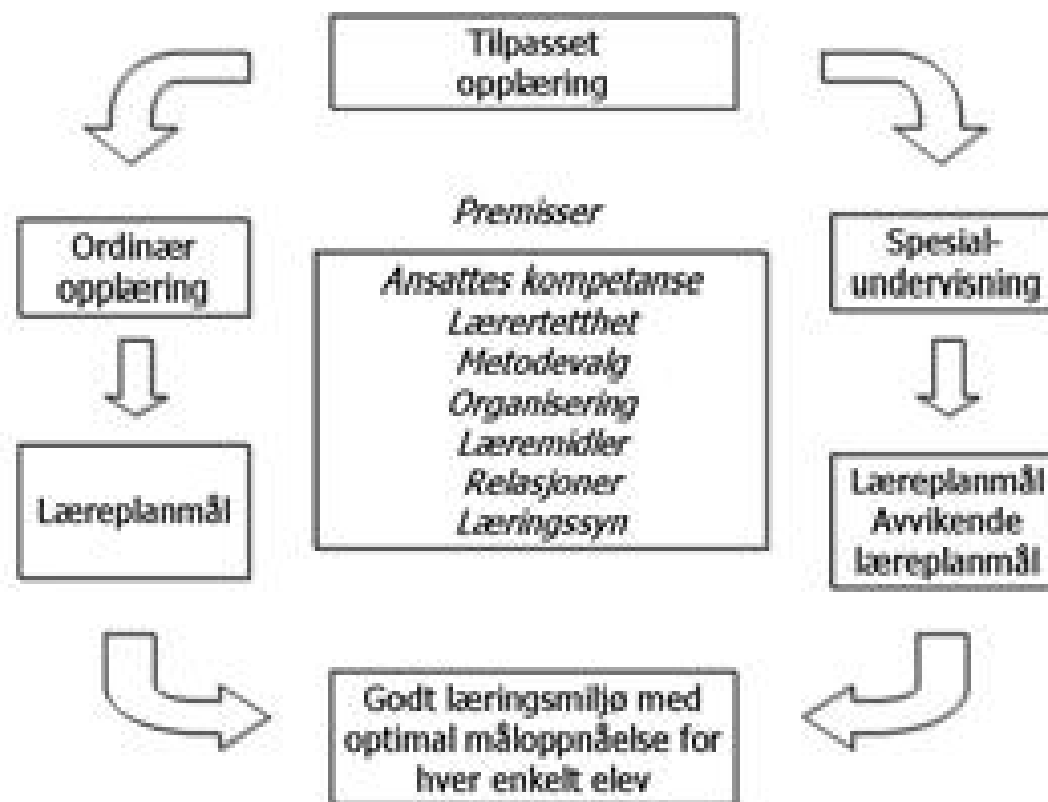 Tilpasset
opplæring
Ordinær
opplæring
Læreplanmål
Premisser
Ansattes kompetanse
Lærertetthet
Metodevalg
Organisering
Læremidler
Relasjoner
Læringssyn
Spesial-
undervisning
Læreplanmål
Avvikende
læreplanmål
Godt læringsmiljø med
optimal måloppnåelse for
hver enkelt elev